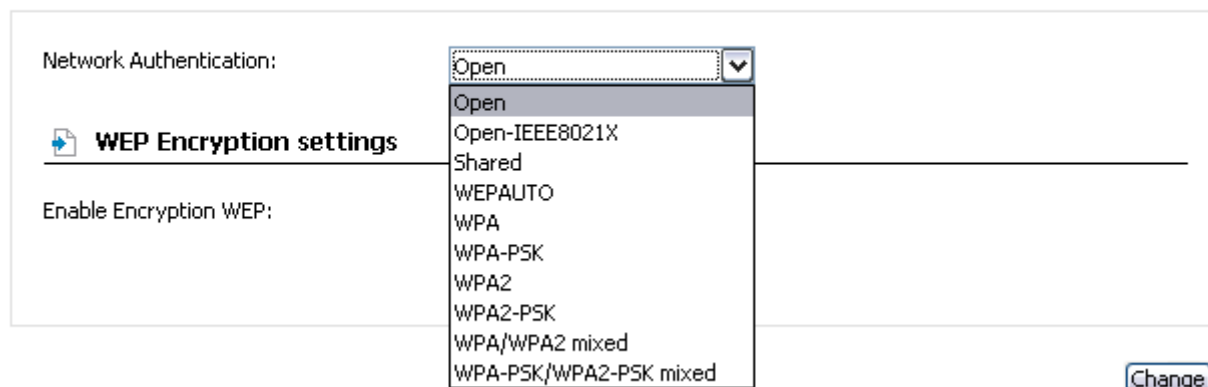 Network Authentication:
Open
Open
Open-IEEE8021X
WEP Encryption settings
Shared
WEPAUTO
Enable Encryption WEP:
WPA
WPA-PSK
WPA2
WPA2-PSK
WPA/WPA2 mixed
WPA-PSK/WPA2-PSK mixed
Change